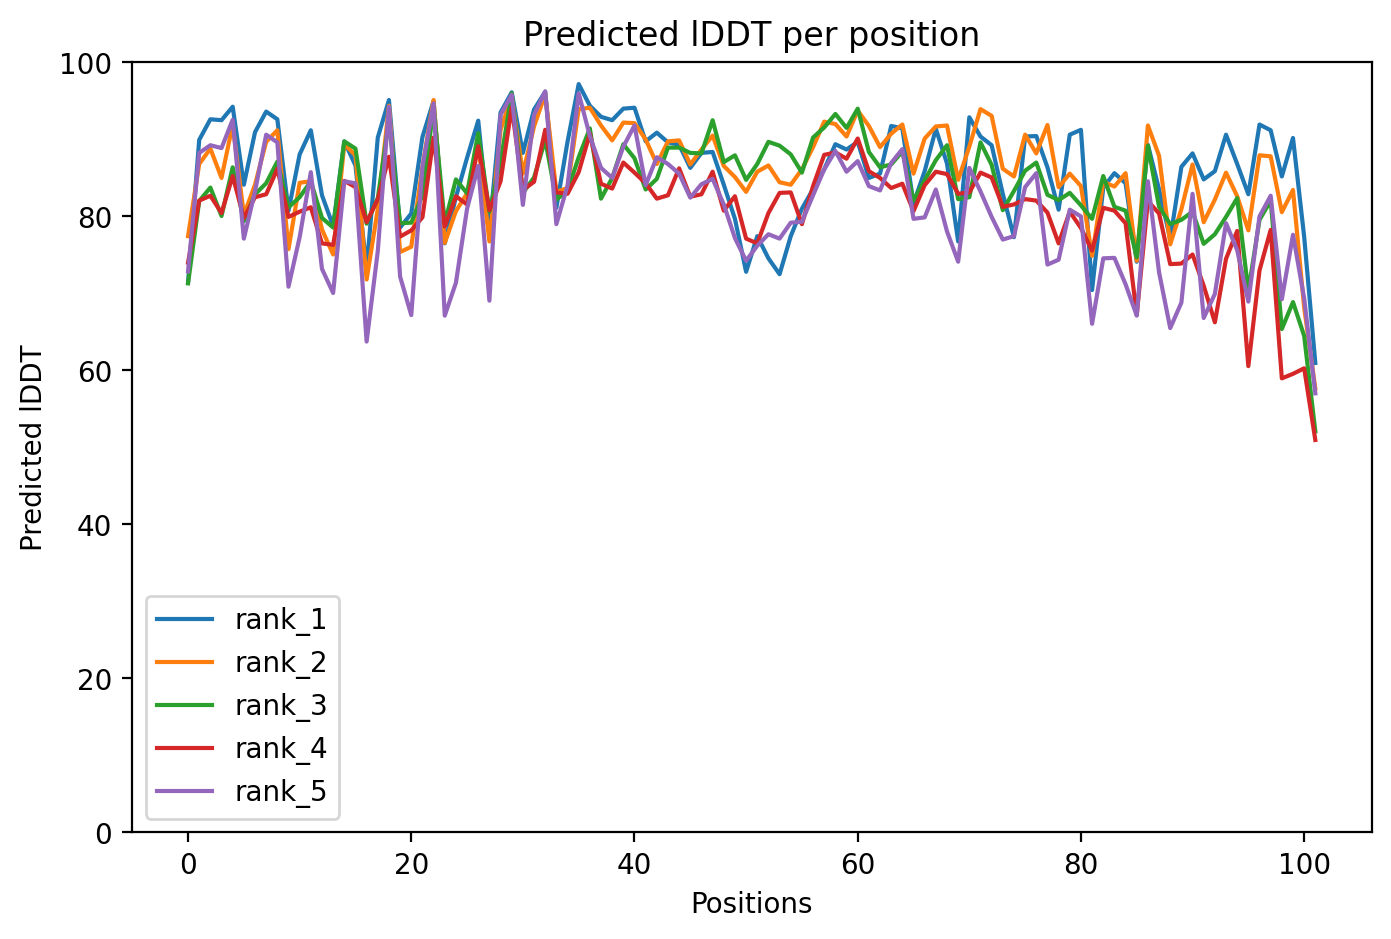 Predicted lDDT per position
100
80
60
40
20
0
Predicted lDDT
rank_1
rank_2
rank_3
rank_4
rank_5
0 20 40 60 80 100
Positions